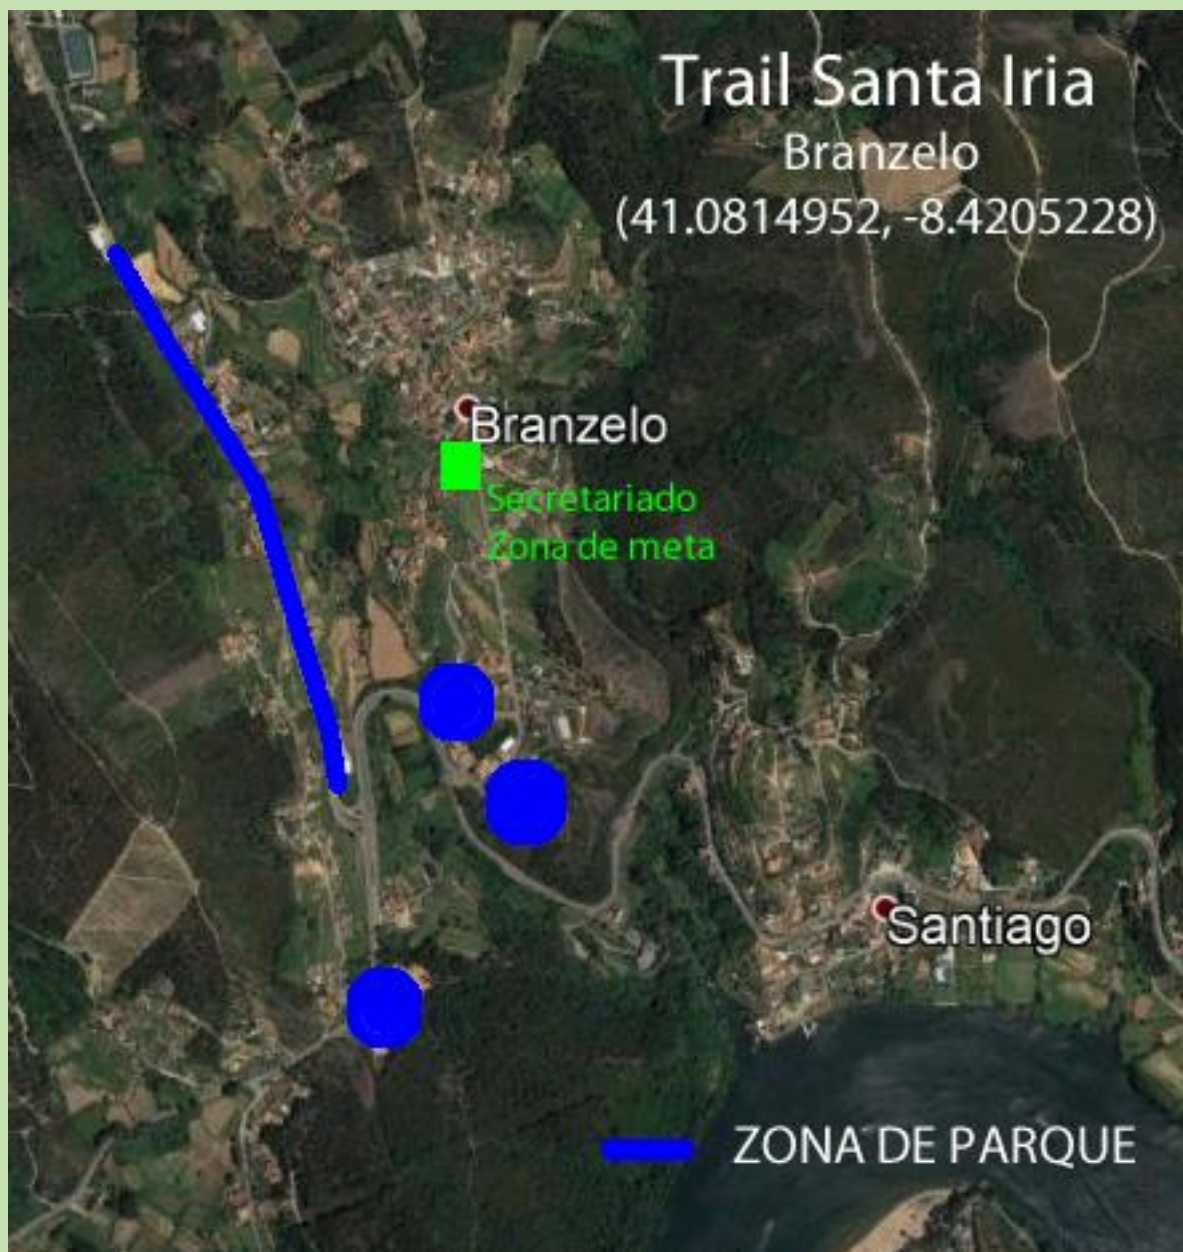 Trail Santa Iria
Branzelo
(41.0814952, -8.4205228)
Branzelo
Secretariado
Zona de meta
Santiago
ZONA DE PARQUE